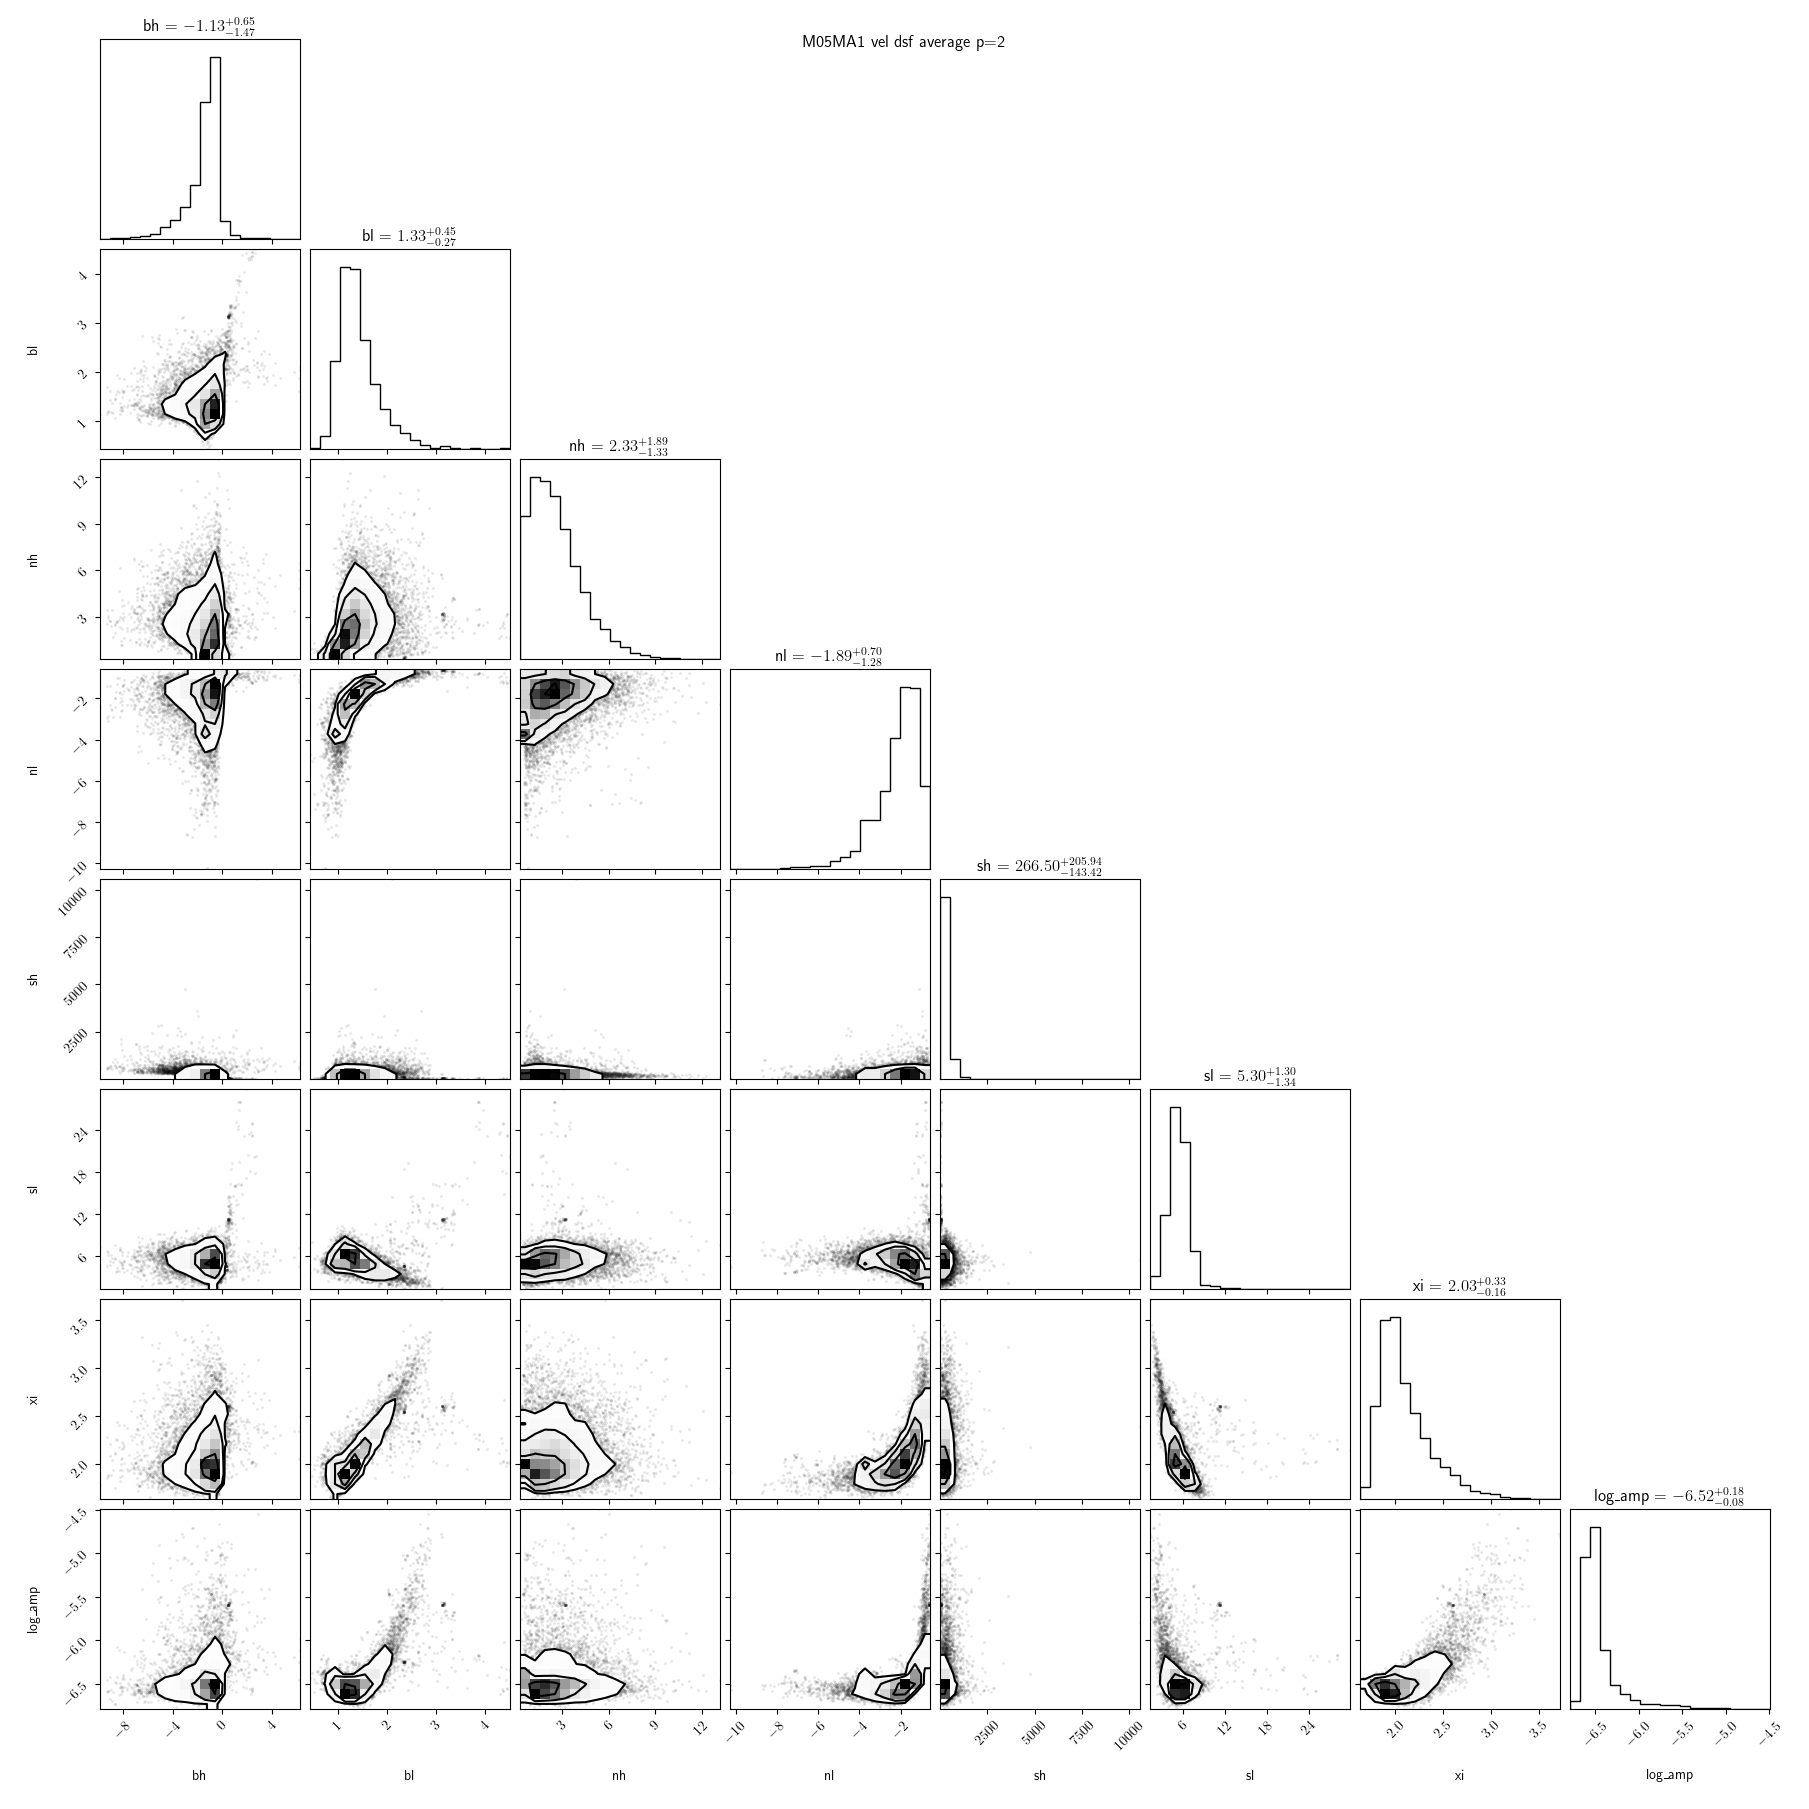 bh = −1.13+0.65−1.47
M05MA1 vel dsf average p=2
bl = 1.33+0.45−0.27
4
3
2
1
bl
nh = 2.33+1.89−1.33
12
9
6
3
nh
nl = −1.89+0.70−1.28
−2
−4
−6
−8
−10
nl
sh = 266.50+205.94−143.42
10000
7500
5000
2500
sh
sl = 5.30+1.30−1.34
24
18
12
6
sl
xi = 2.03+0.33−0.16
3.5
3.0
2.5
2.0
xi
log_amp = −6.52+0.18−0.08
−4.5
−5.0
−5.5
−6.0
−6.5
log_amp
−8 −4 0 4 1 2 3 4 3 6 9 12 −10 −8 −6 −4 −2 2500 5000 7500 10000 6 12 18 24 2.0 2.5 3.0 3.5 −6.5 −6.0 −5.5 −5.0 −4.5
bh bl nh nl sh sl xi log_amp